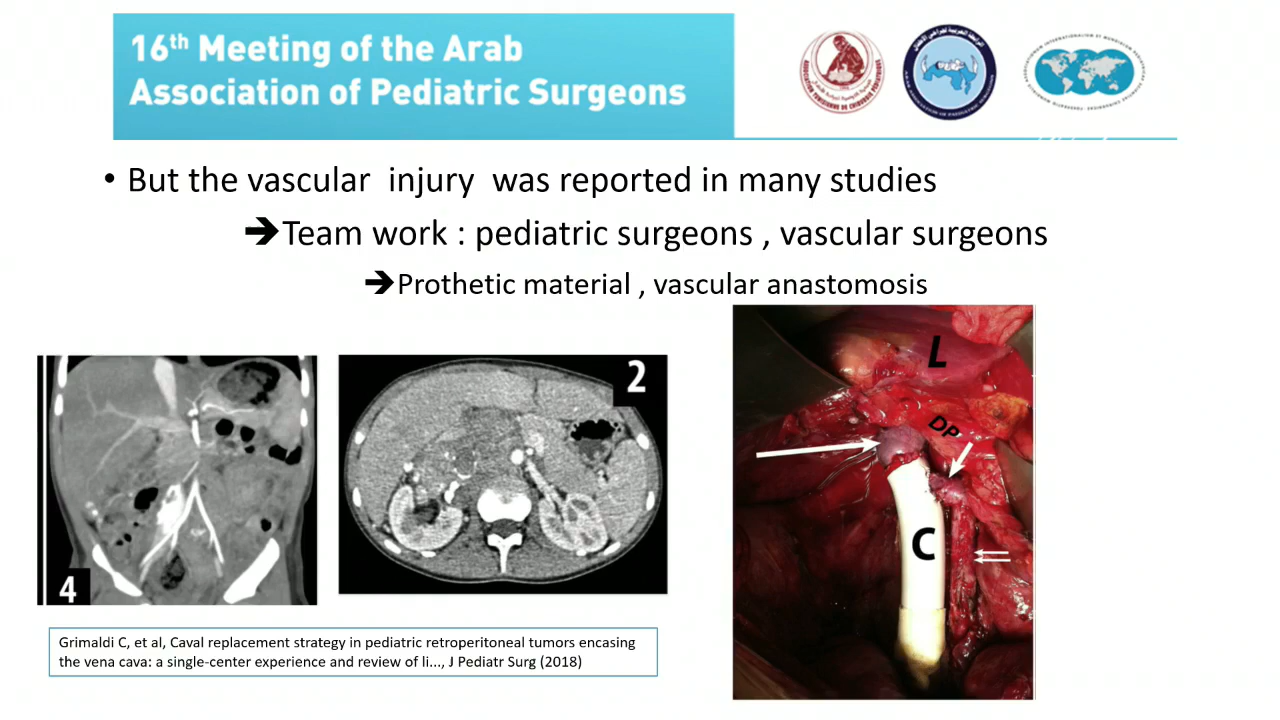 16th Meeting of the Arab
Association of Pediatric Surgeons
• But the vascular injury was reported in many studies
➔Team work : pediatric surgeons , vascular surgeons
➔Prothetic material , vascular anastomosis
4
2
L
DP
C
Grimaldi C, et al, Caval replacement strategy in pediatric retroperitoneal tumors encasing
the vena cava: a single-center experience and review of li..., J Pediatr Surg (2018)